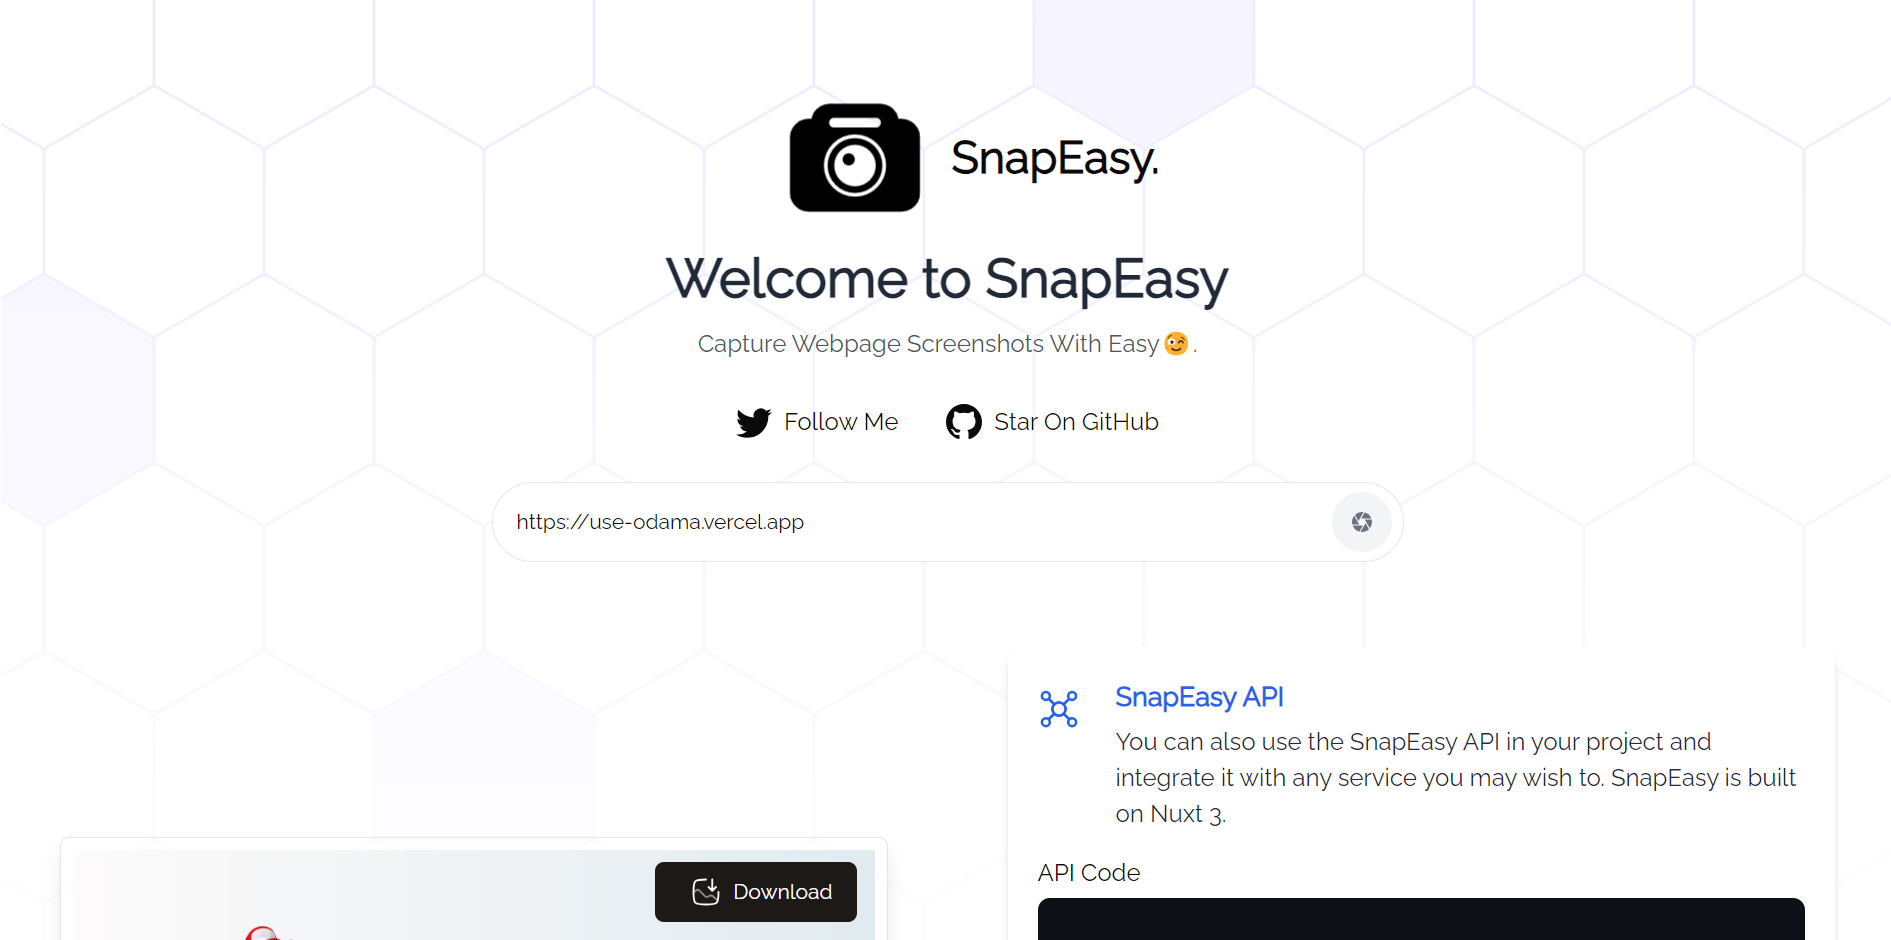 SnapEasy.
Welcome to SnapEasy
Capture Webpage Screenshots With Easy😉.
Follow Me
Star On GitHub
https://use-odama.vercel.app
SnapEasy API
You can also use the SnapEasy API in your project and
integrate it with any service you may wish to. SnapEasy is built
on Nuxt 3.
API Code
Download